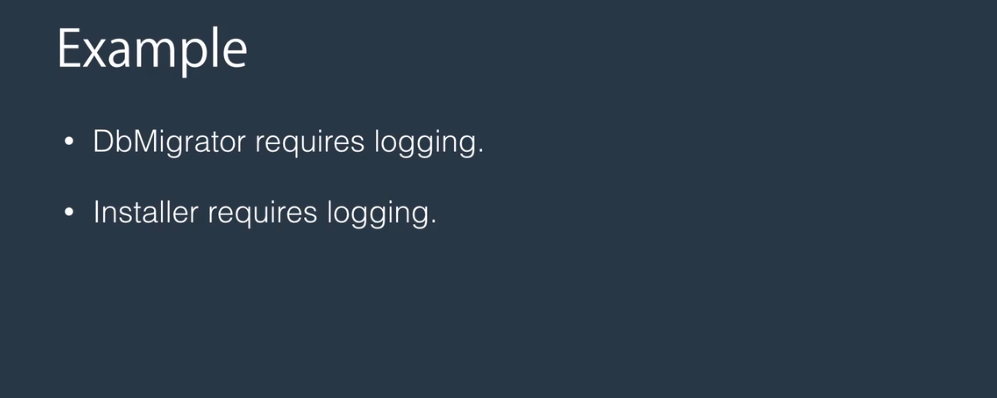 Example
• DbMigrator requires logging.
• Installer requires logging.